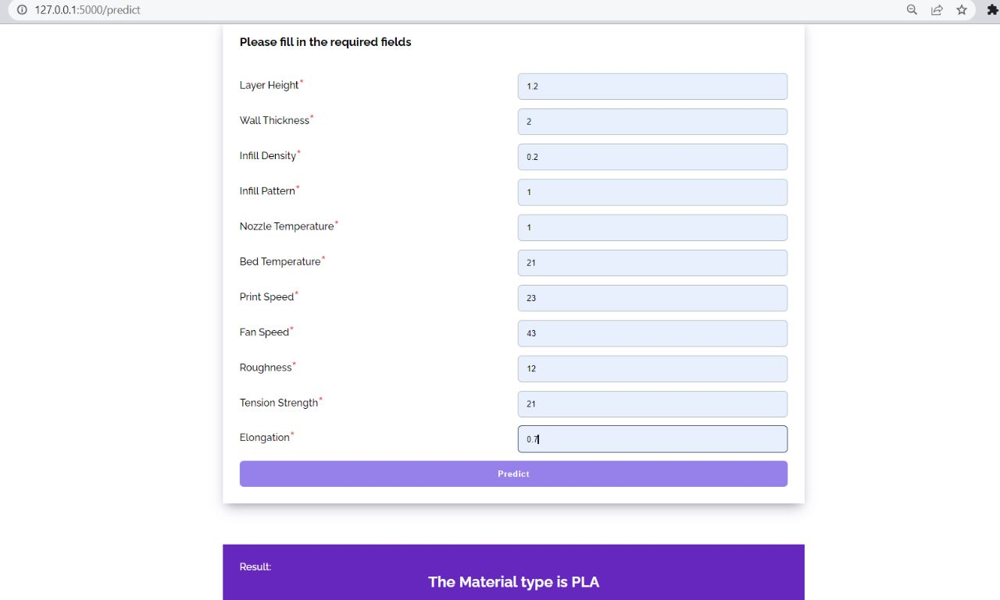 127.0.0.1:5000/predict
Please fill in the required fields
Layer Height* 1.2
Wall Thickness* 2
Infill Density* 0.2
Infill Pattern* 1
Nozzle Temperature* 1
Bed Temperature* 21
Print Speed* 23
Fan Speed* 43
Roughness* 12
Tension Strength* 21
Elongation* 0.7
Predict
Result:
The Material type is PLA